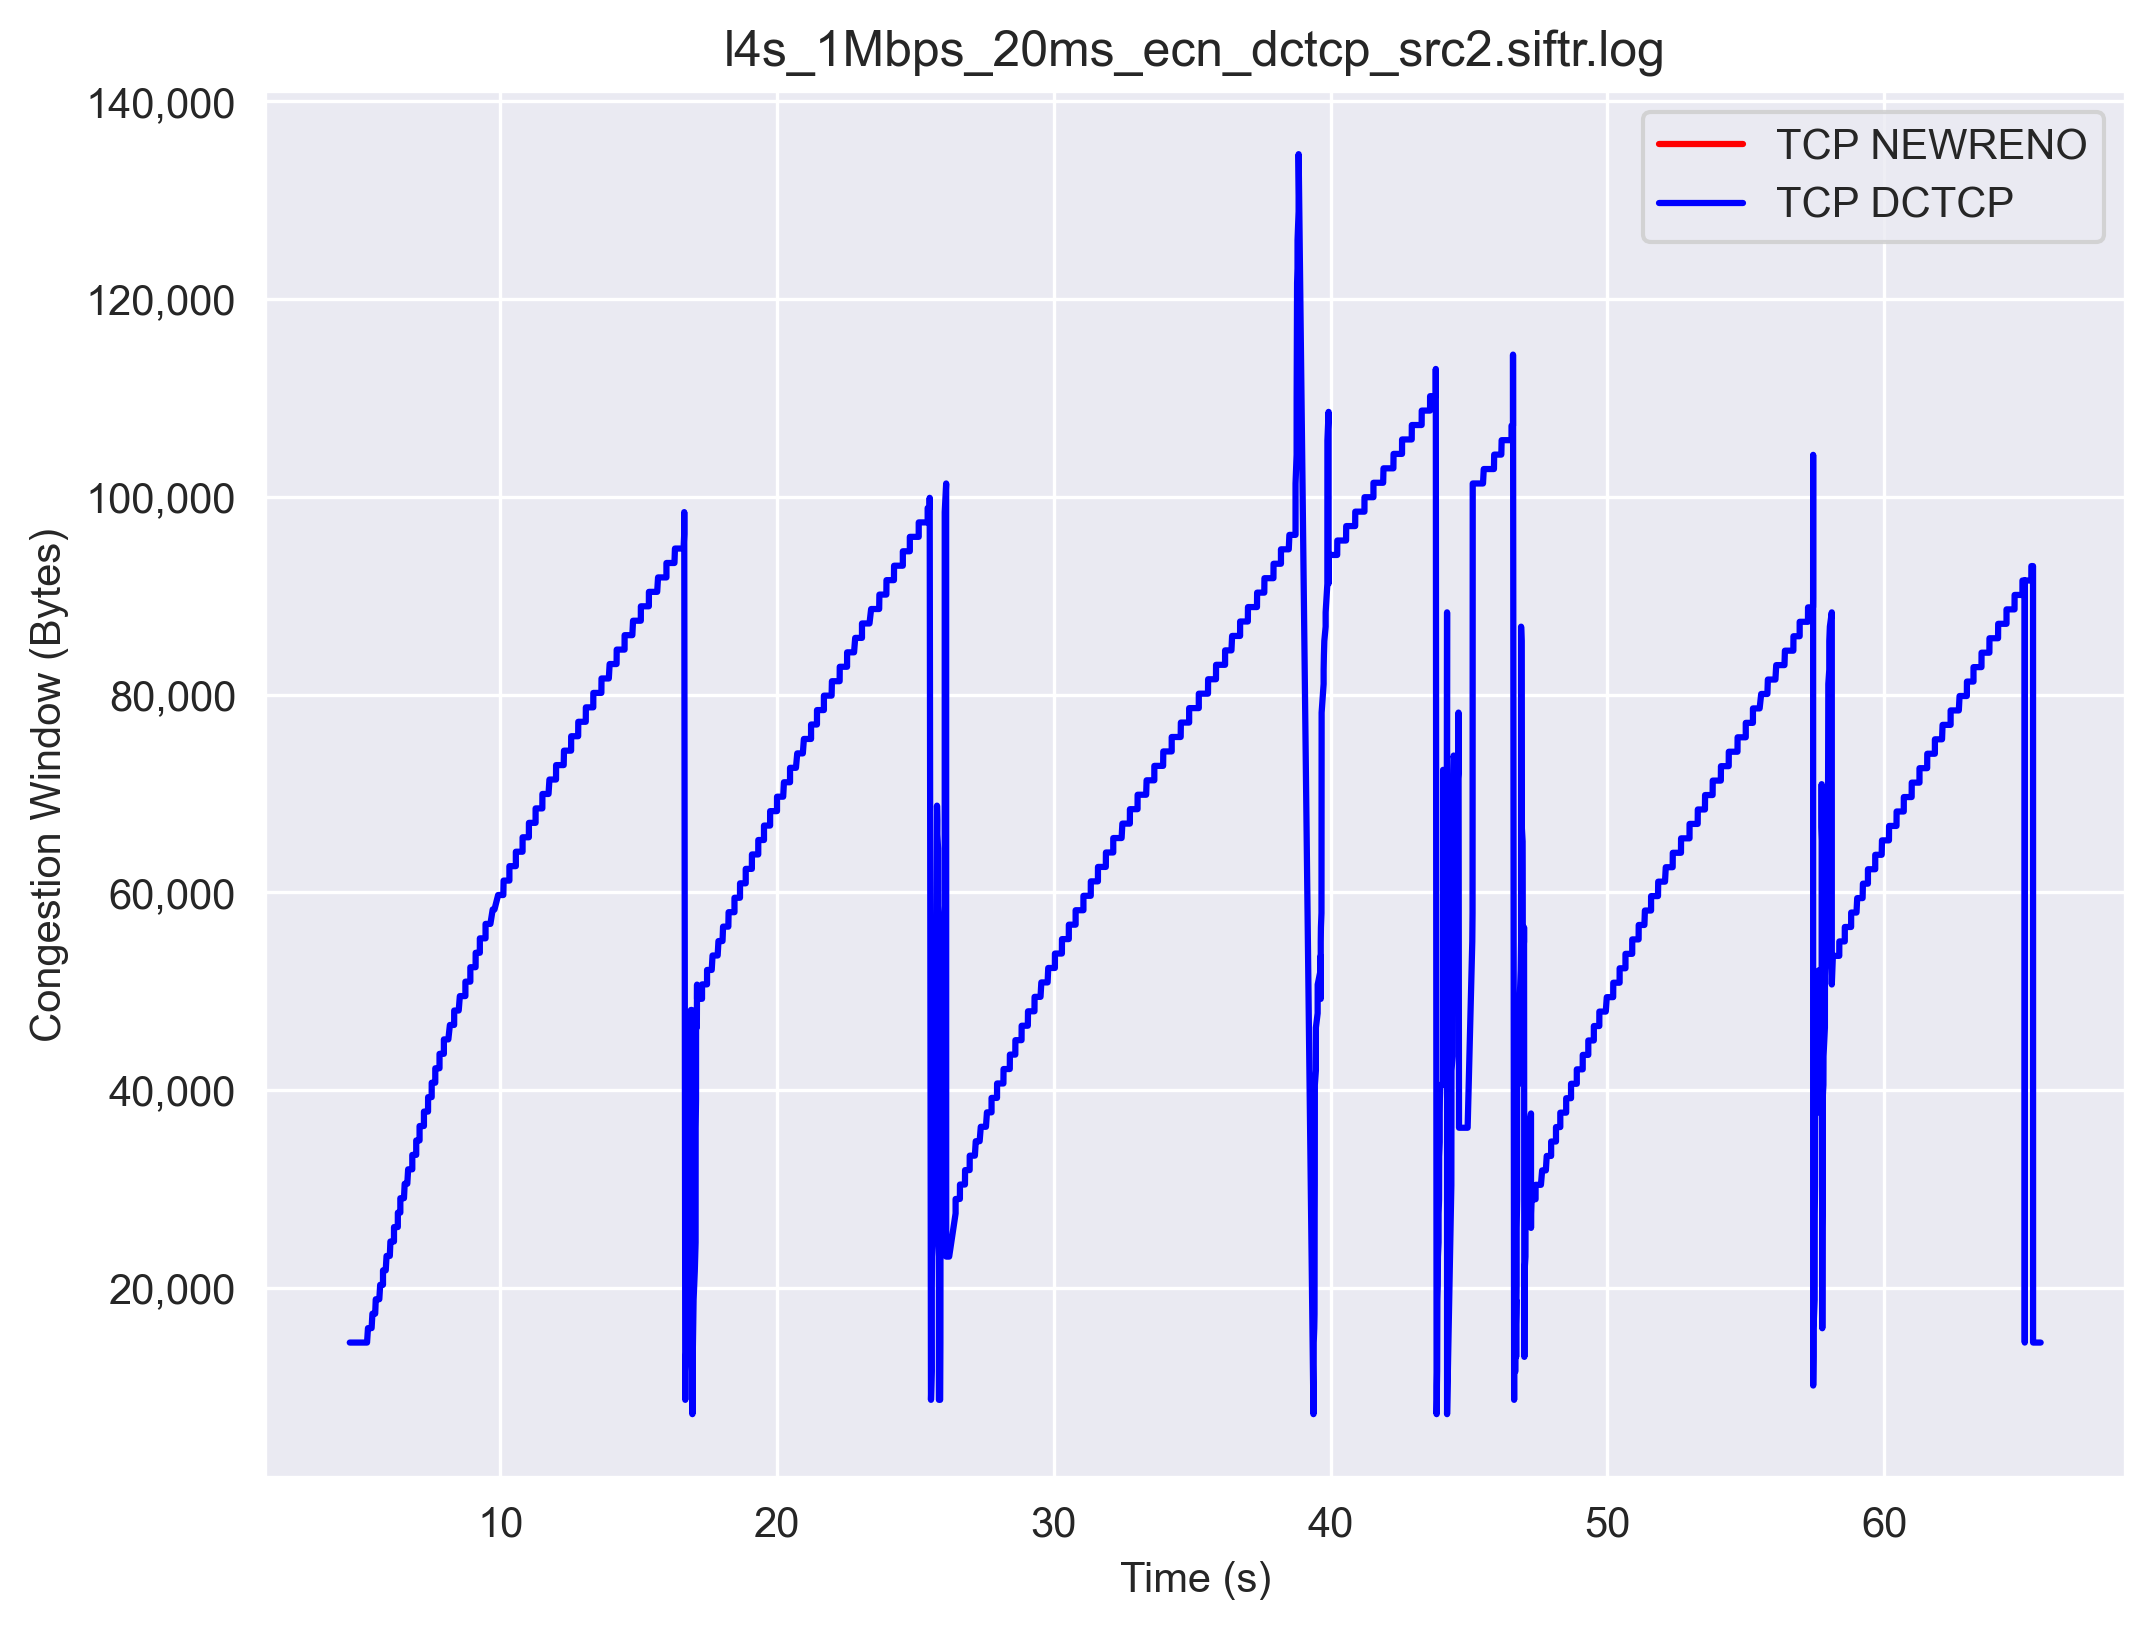 l4s_1Mbps_20ms_ecn_dctcp_src2.siftr.log
140,000
120,000
100,000
80,000
60,000
40,000
20,000
Congestion Window (Bytes)
TCP NEWRENO
TCP DCTCP
10 20 30 40 50 60
Time (s)